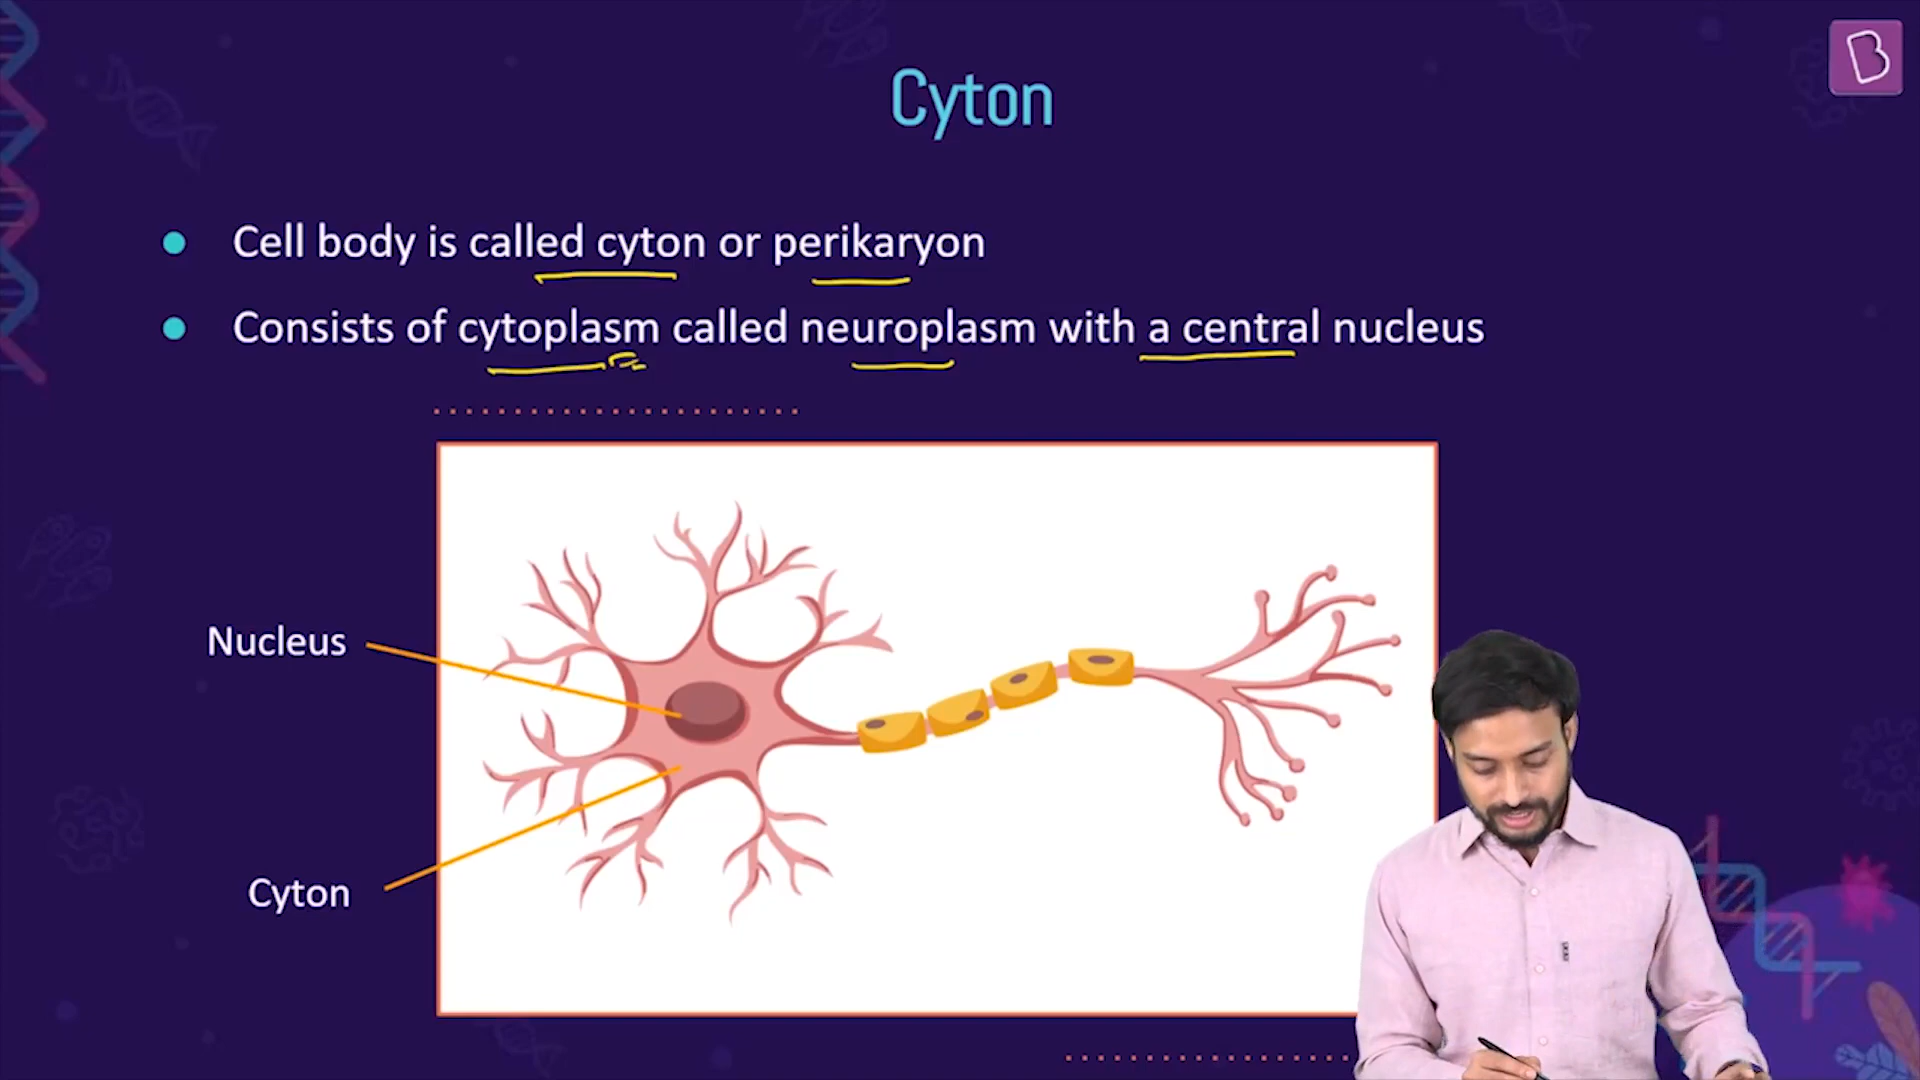 Cyton
Cell body is called cyton or perikaryon
Consists of cytoplasm called neuroplasm with a central nucleus
Nucleus
Cyton
B